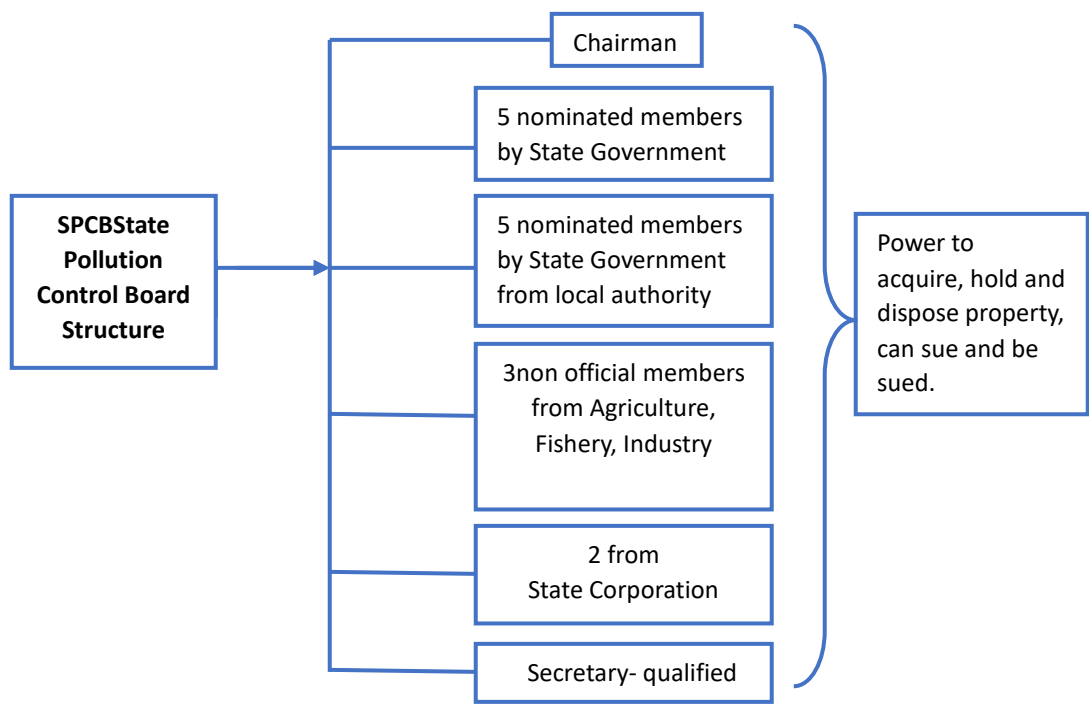 Chairman
5 nominated members
by State Government
SPCBState
Pollution
Control Board
Structure
5 nominated members
by State Government
from local authority
Power to
acquire, hold and
dispose property,
can sue and be
sued.
3non official members
from Agriculture,
Fishery, Industry
2 from
State Corporation
Secretary- qualified